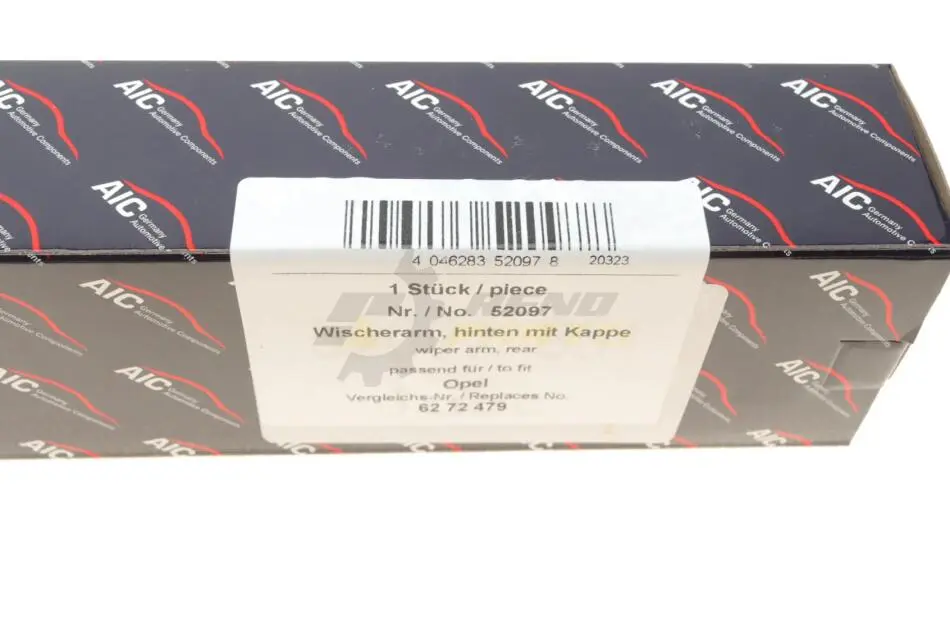 AIC Germany Automotive Components
4 046283 52097 8 20323
1 Stück / piece
Nr. / No. 52097
Wischerarm, hinten mit Kappe
wiper arm, rear
passend für / to fit
Opel
Vergleichs-Nr. / Replaces No.
62 72 479